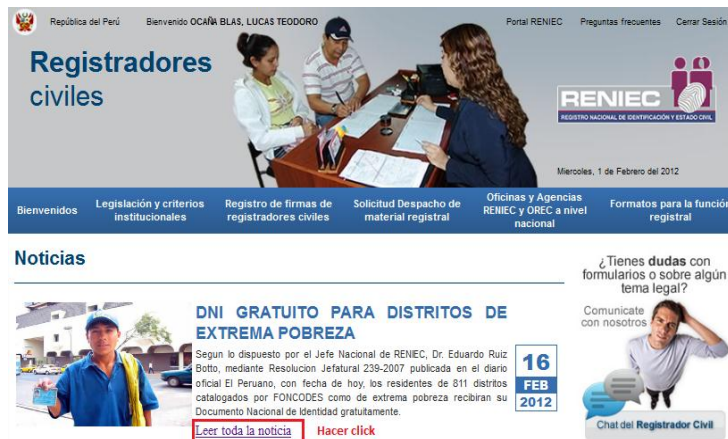 República del Perú
Bienvenido OCAÑA BLAS, LUCAS TEODORO
Portal RENIEC
Preguntas frecuentes
Cerrar Sesión
Registradores
civiles
RENIEC
REGISTRO NACIONAL DE IDENTIFICACIÓN Y ESTADO CIVIL
Miercoles, 1 de Febrero del 2012
Bienvenidos
Legislación y criterios
institucionales
Registro de firmas de
registradores civiles
Solicitud Despacho de
material registral
Oficinas y Agencias
RENIEC y OREC a nivel
nacional
Formatos para la función
registral
Noticias
DNI GRATUITO PARA DISTRITOS DE
EXTREMA POBREZA
Segun lo dispuesto por el Jefe Nacional de RENIEC, Dr. Eduardo Ruiz
Botto, mediante Resolucion Jefatural 239-2007 publicada en el diario
oficial El Peruano, con fecha de hoy, los residentes de 811 distritos
catalogados por FONCODES como de extrema pobreza recibiran su
Documento Nacional de Identidad gratuitamente.
Leer toda la noticia
Hacer click
16
FEB
2012
¿Tienes dudas con
formularios o sobre algún
tema legal?
Comunicate
con nosotros
Chat del Registrador Civil